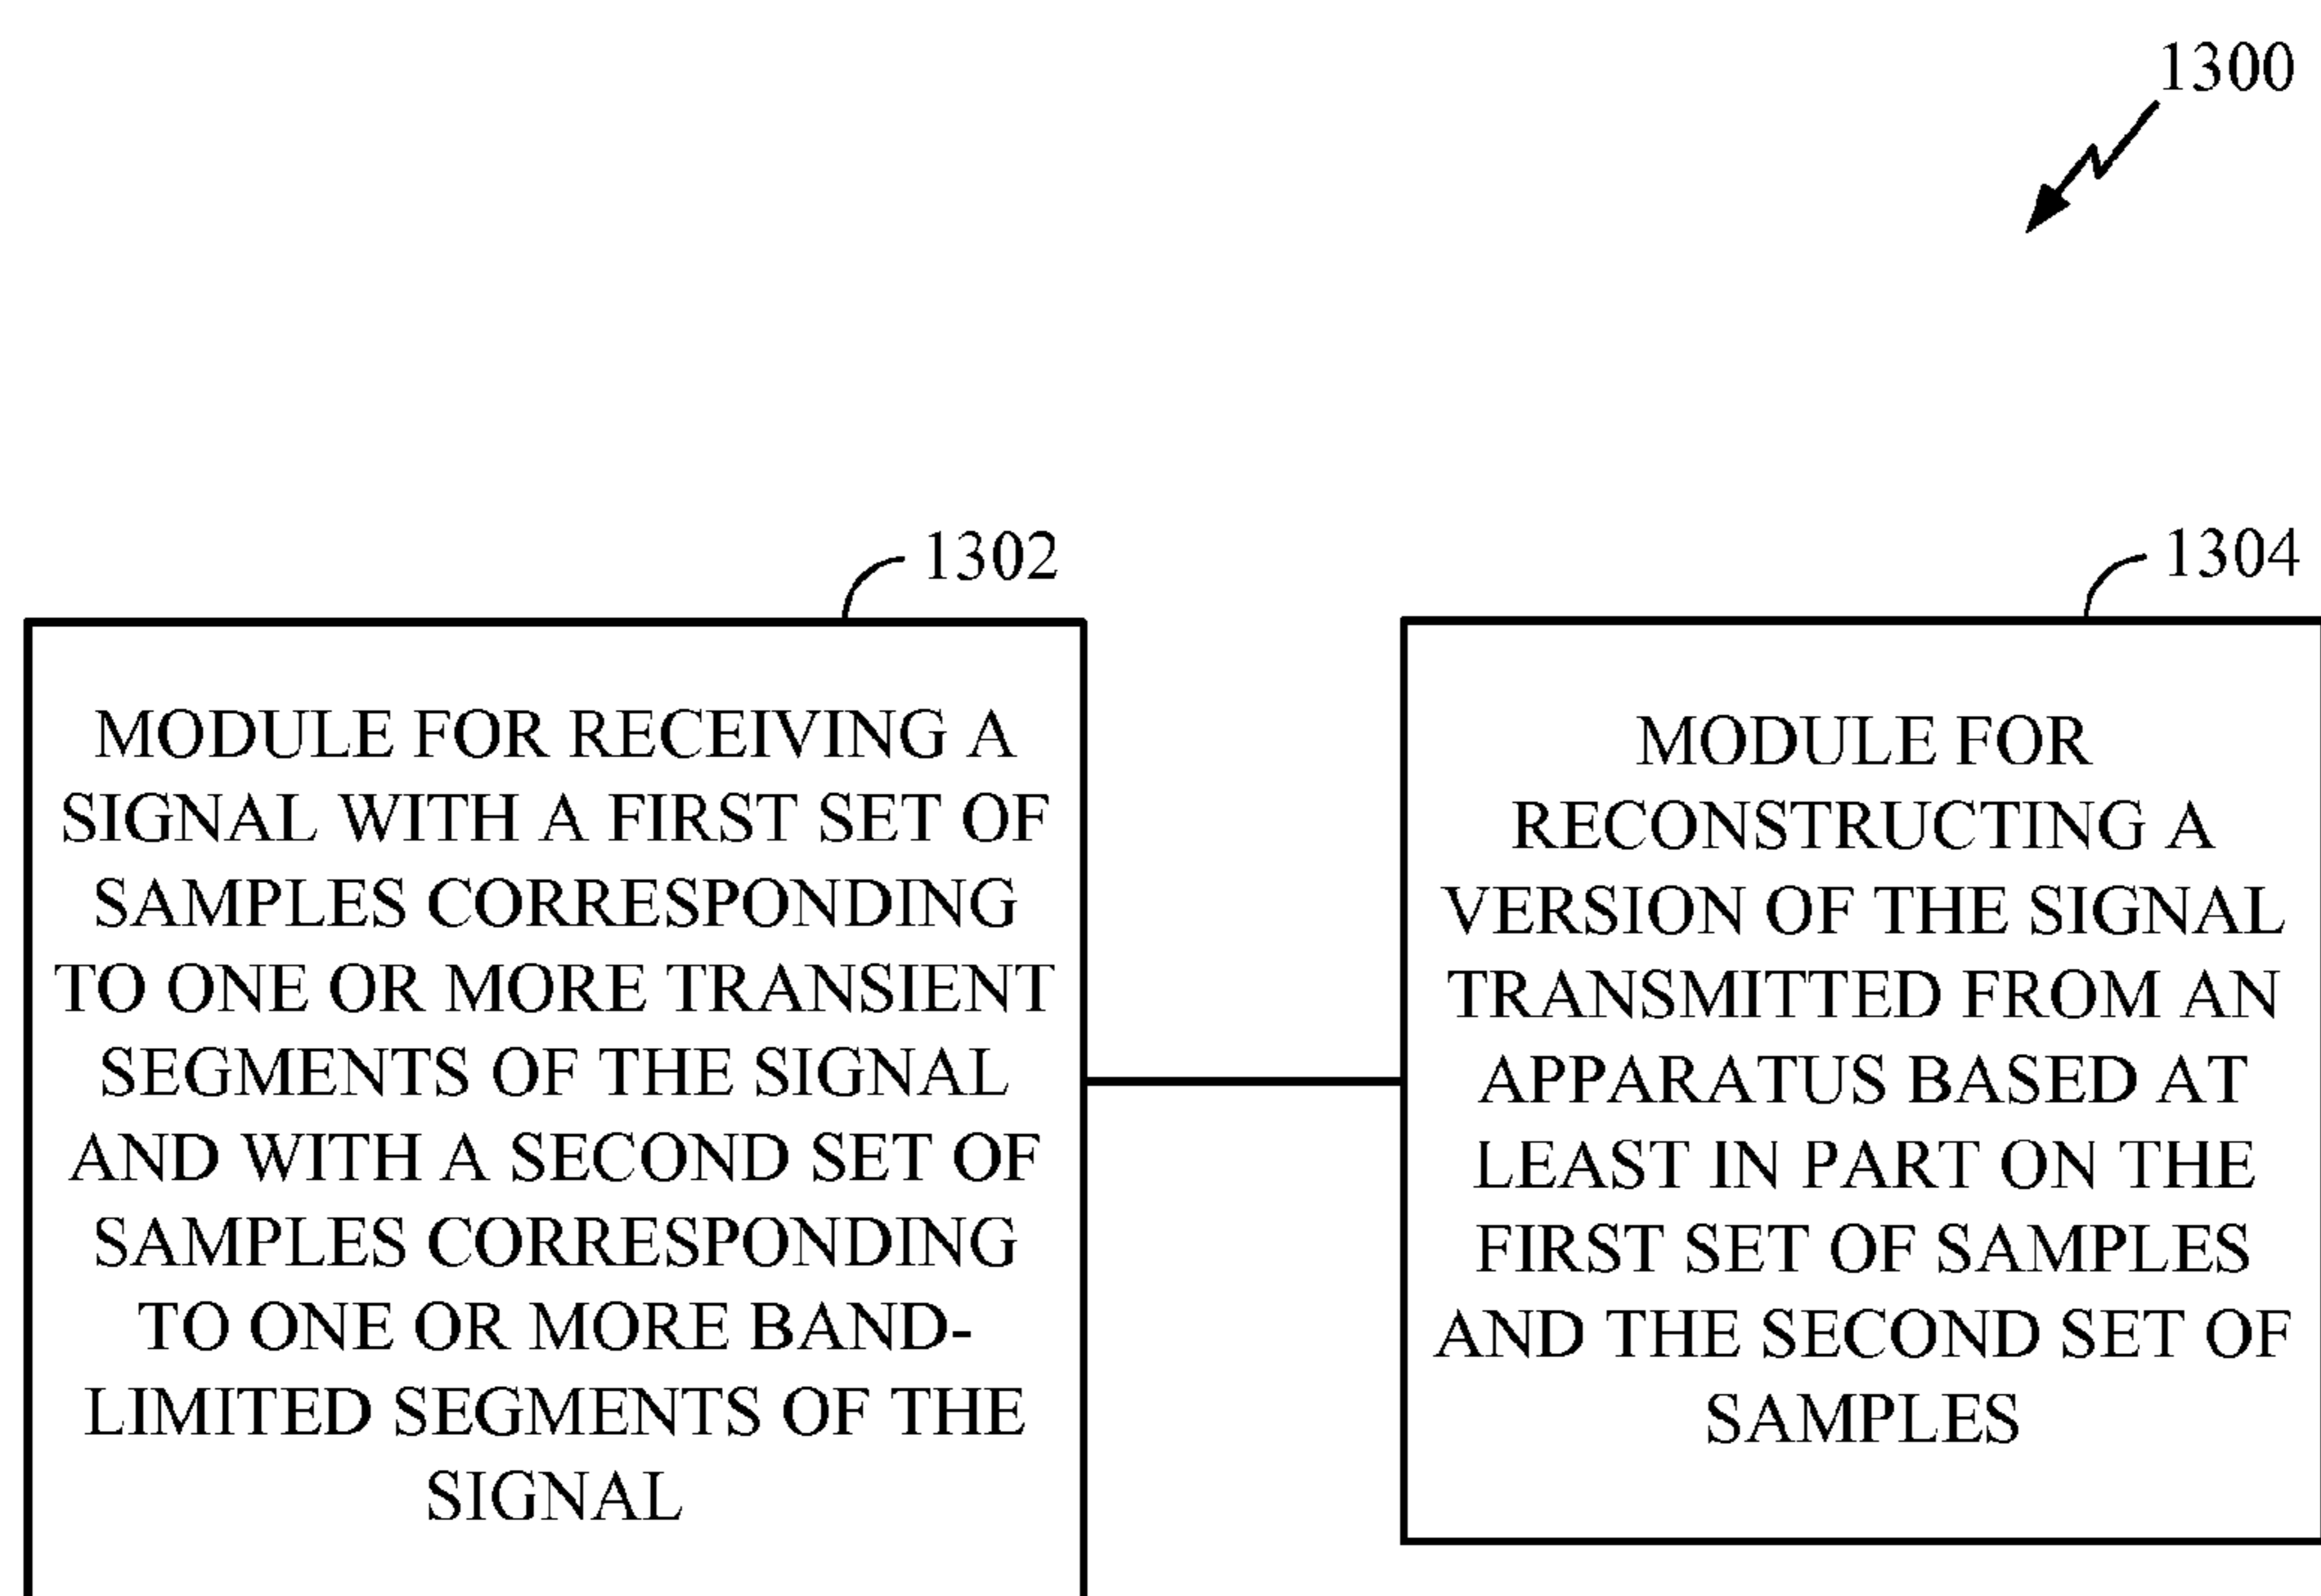 1300
1302
MODULE FOR RECEIVING A
SIGNAL WITH A FIRST SET OF
SAMPLES CORRESPONDING
TO ONE OR MORE TRANSIENT
SEGMENTS OF THE SIGNAL
AND WITH A SECOND SET OF
SAMPLES CORRESPONDING
TO ONE OR MORE BAND-
LIMITED SEGMENTS OF THE
SIGNAL
1304
MODULE FOR
RECONSTRUCTING A
VERSION OF THE SIGNAL
TRANSMITTED FROM AN
APPARATUS BASED AT
LEAST IN PART ON THE
FIRST SET OF SAMPLES
AND THE SECOND SET OF
SAMPLES